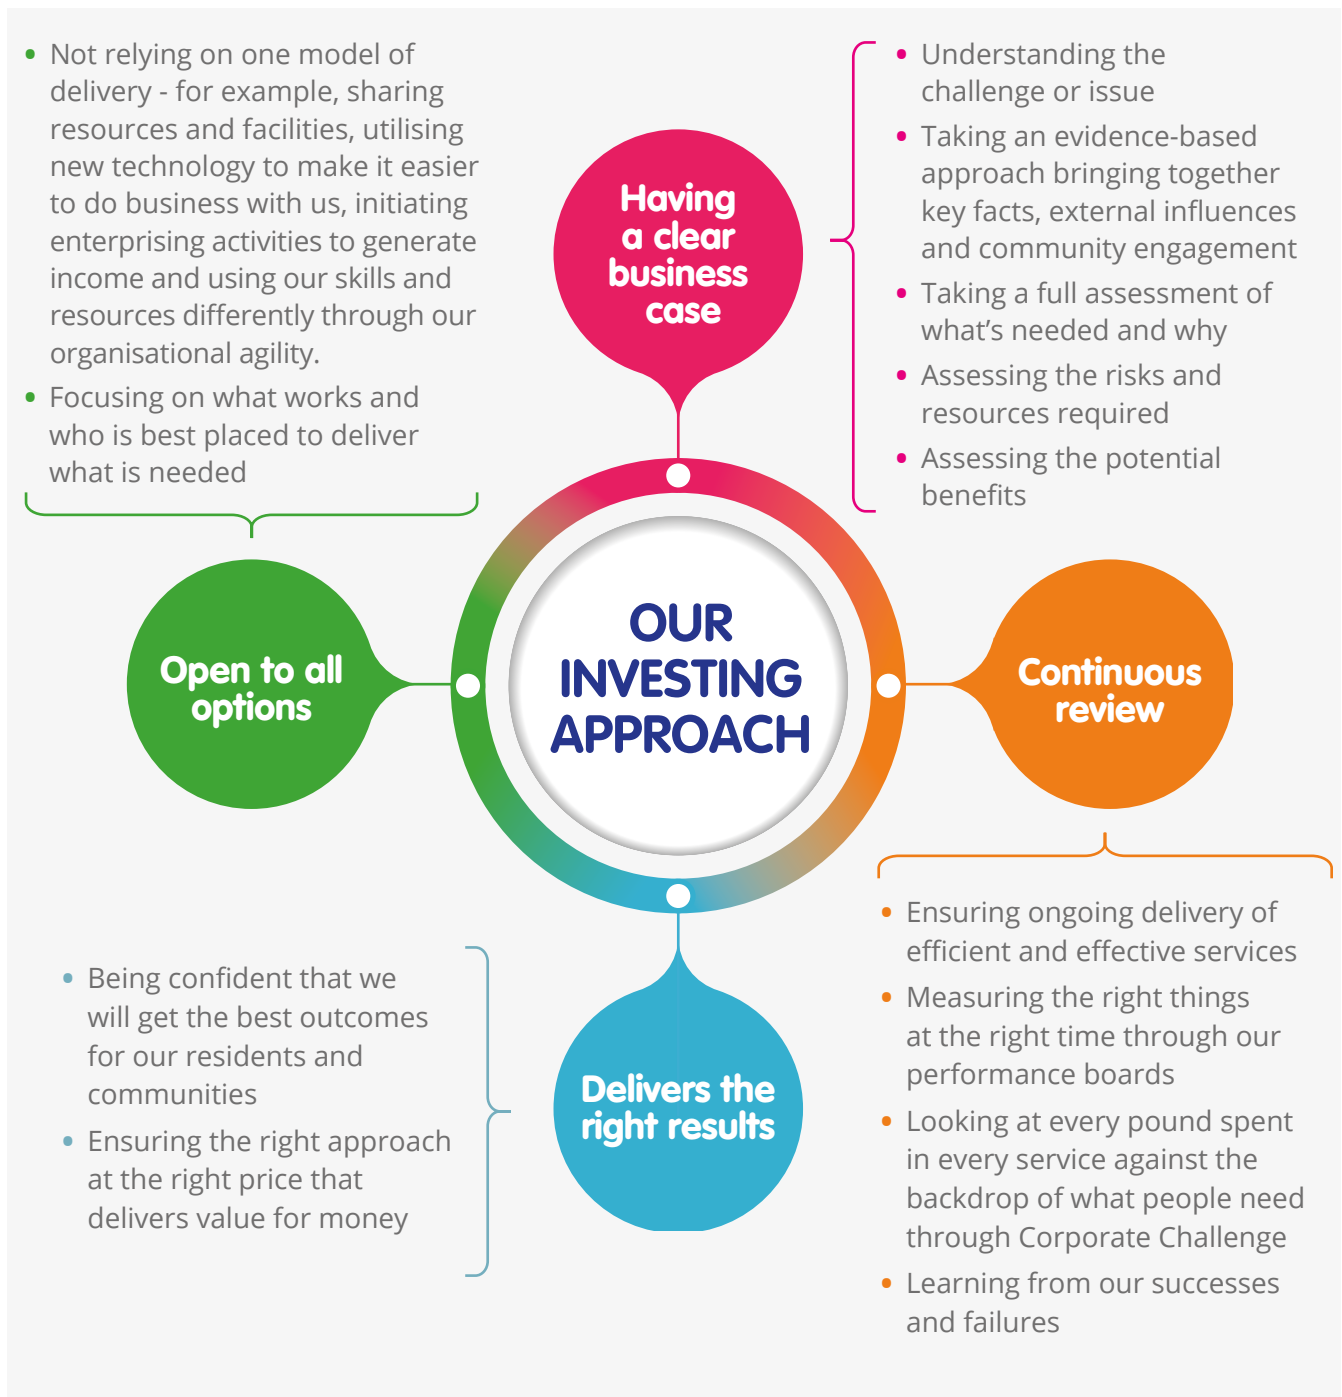 • Not relying on one model of
delivery - for example, sharing
resources and facilities, utilising
new technology to make it easier
to do business with us, initiating
enterprising activities to generate
income and using our skills and
resources differently through our
organisational agility.
• Focusing on what works and
who is best placed to deliver
what is needed
Having
a clear
business
case
• Understanding the
challenge or issue
• Taking an evidence-based
approach bringing together
key facts, external influences
and community engagement
• Taking a full assessment of
what’s needed and why
• Assessing the risks and
resources required
• Assessing the potential
benefits
Open to all
options
OUR
INVESTING
APPROACH
Continuous
review
• Being confident that we
will get the best outcomes
for our residents and
communities
• Ensuring the right approach
at the right price that
delivers value for money
Delivers the
right results
• Ensuring ongoing delivery of
efficient and effective services
• Measuring the right things
at the right time through our
performance boards
• Looking at every pound spent
in every service against the
backdrop of what people need
through Corporate Challenge
• Learning from our successes
and failures